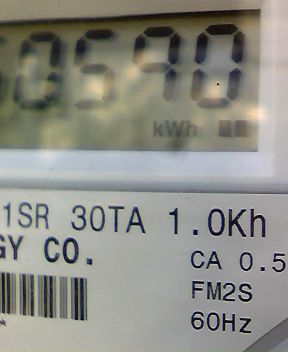 0590
kWh
1SR 30TA 1.0Kh
GY CO.
CA 0.5
FM2S
60Hz